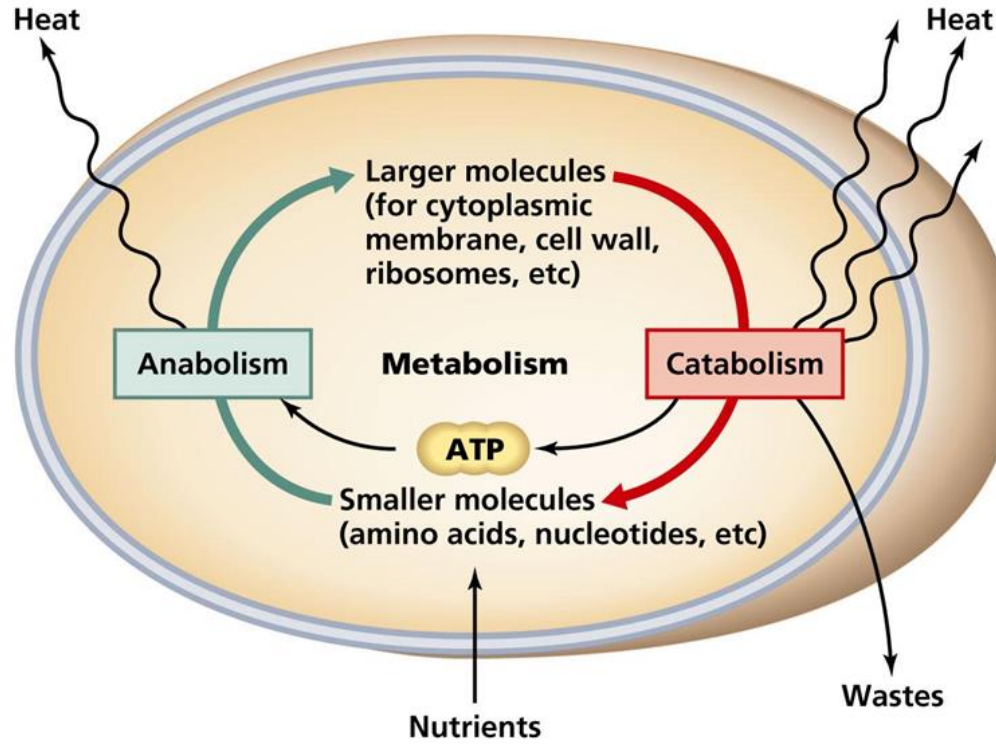 Heat
Heat
Larger molecules
(for cytoplasmic
membrane, cell wall,
ribosomes, etc)
Anabolism
Metabolism
Catabolism
ATP
Smaller molecules
(amino acids, nucleotides, etc)
Wastes
Nutrients